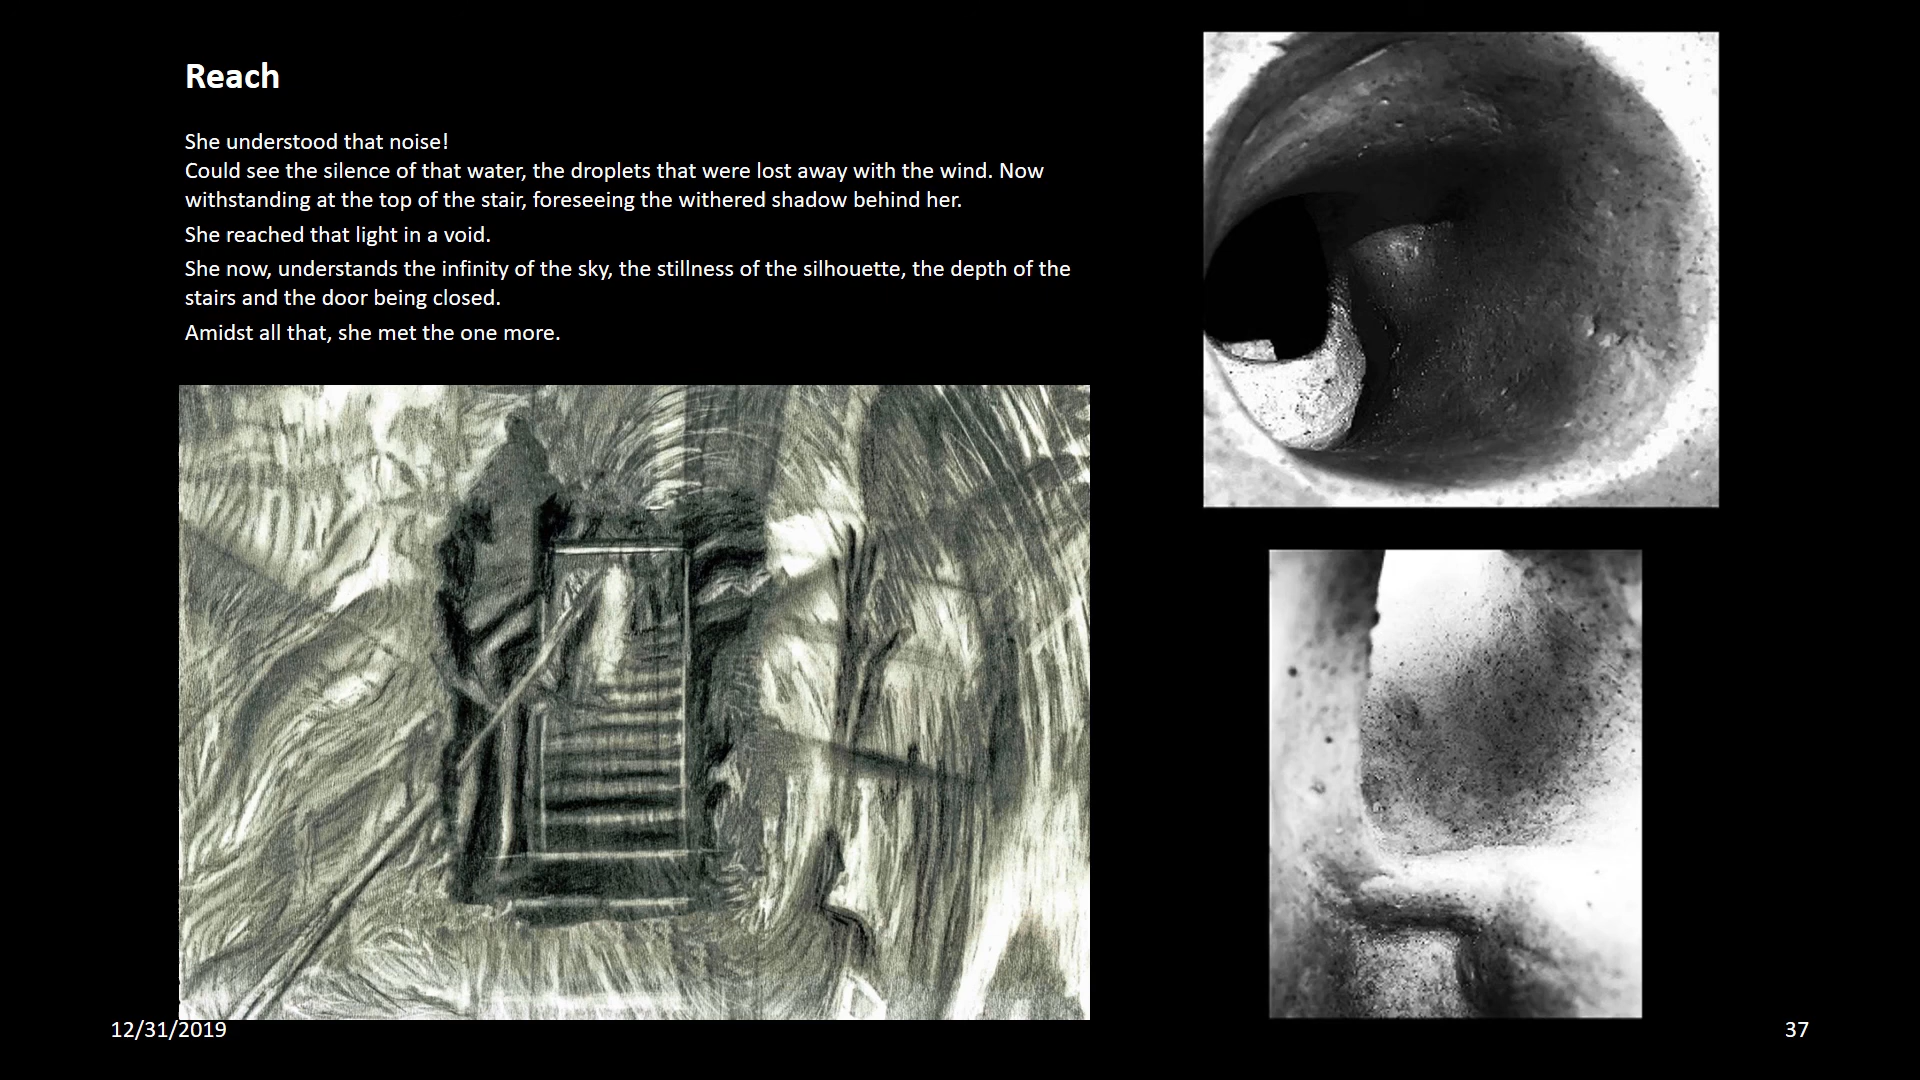 Reach
She understood that noise!
Could see the silence of that water, the droplets that were lost away with the wind. Now
withstanding at the top of the stair, foreseeing the withered shadow behind her.
She reached that light in a void.
She now, understands the infinity of the sky, the stillness of the silhouette, the depth of the
stairs and the door being closed.
Amidst all that, she met the one more.
12/31/2019
37